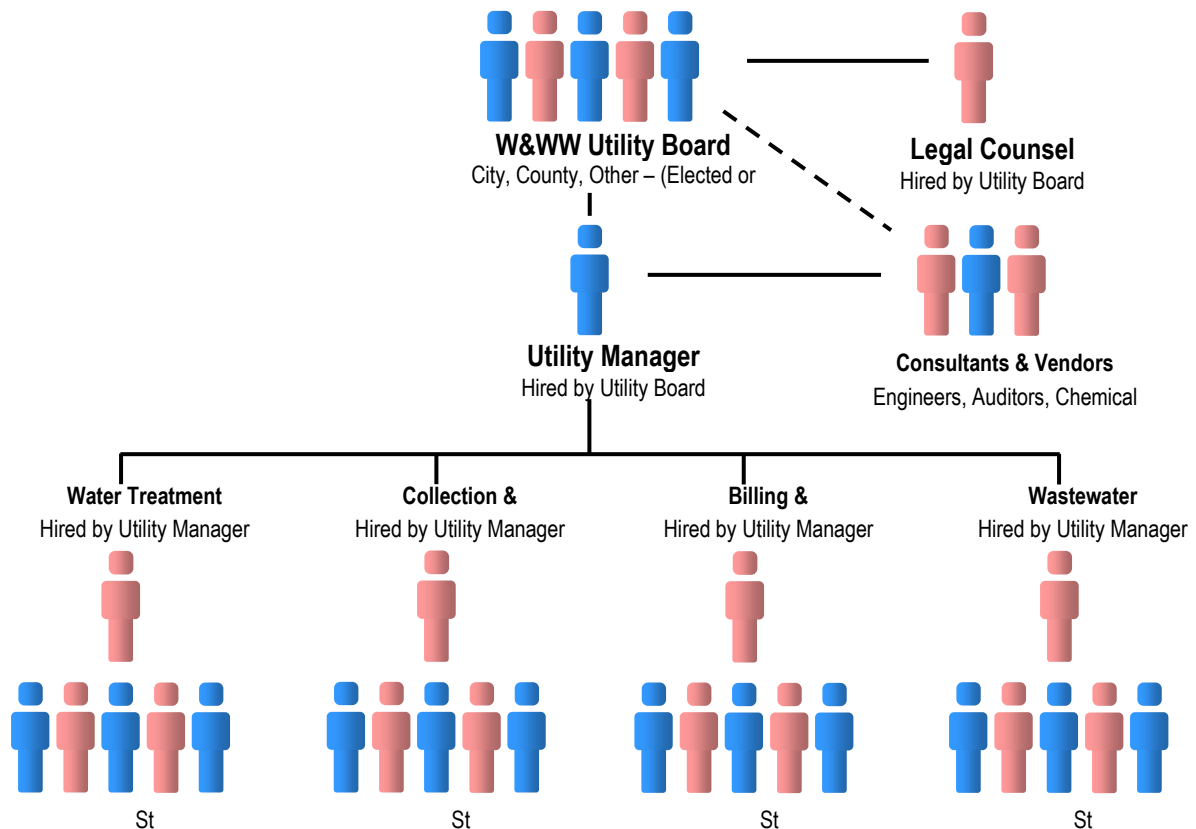 W&WW Utility Board
City, County, Other – (Elected or
Legal Counsel
Hired by Utility Board
Utility Manager
Hired by Utility Board
Consultants & Vendors
Engineers, Auditors, Chemical
Water Treatment
Hired by Utility Manager
Collection &
Hired by Utility Manager
Billing &
Hired by Utility Manager
Wastewater
Hired by Utility Manager
St
St
St
St